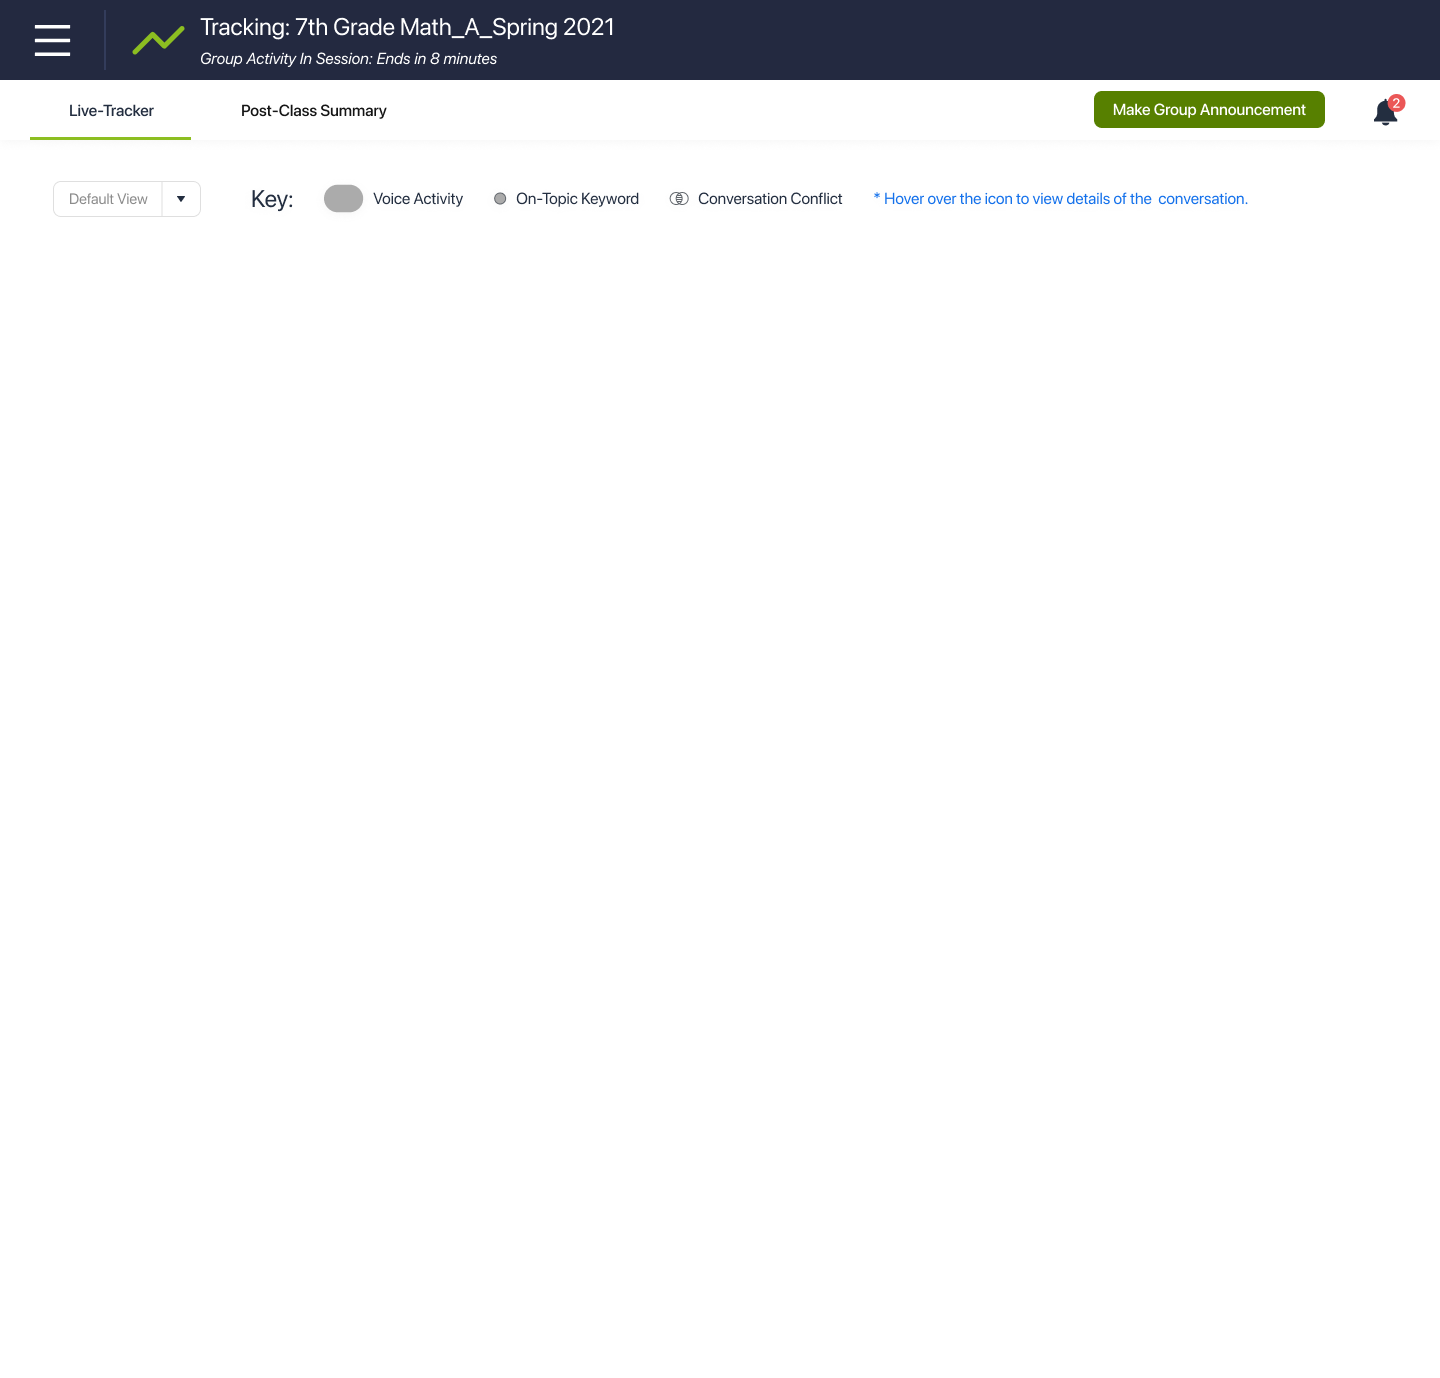 Tracking: 7th Grade Math_A_Spring 2021
Group Activity In Session: Ends in 8 minutes
Live-Tracker
Post-Class Summary
Make Group Announcement
2
Default View
Key:
Voice Activity
On-Topic Keyword
Conversation Conflict
* Hover over the icon to view details of the conversation.